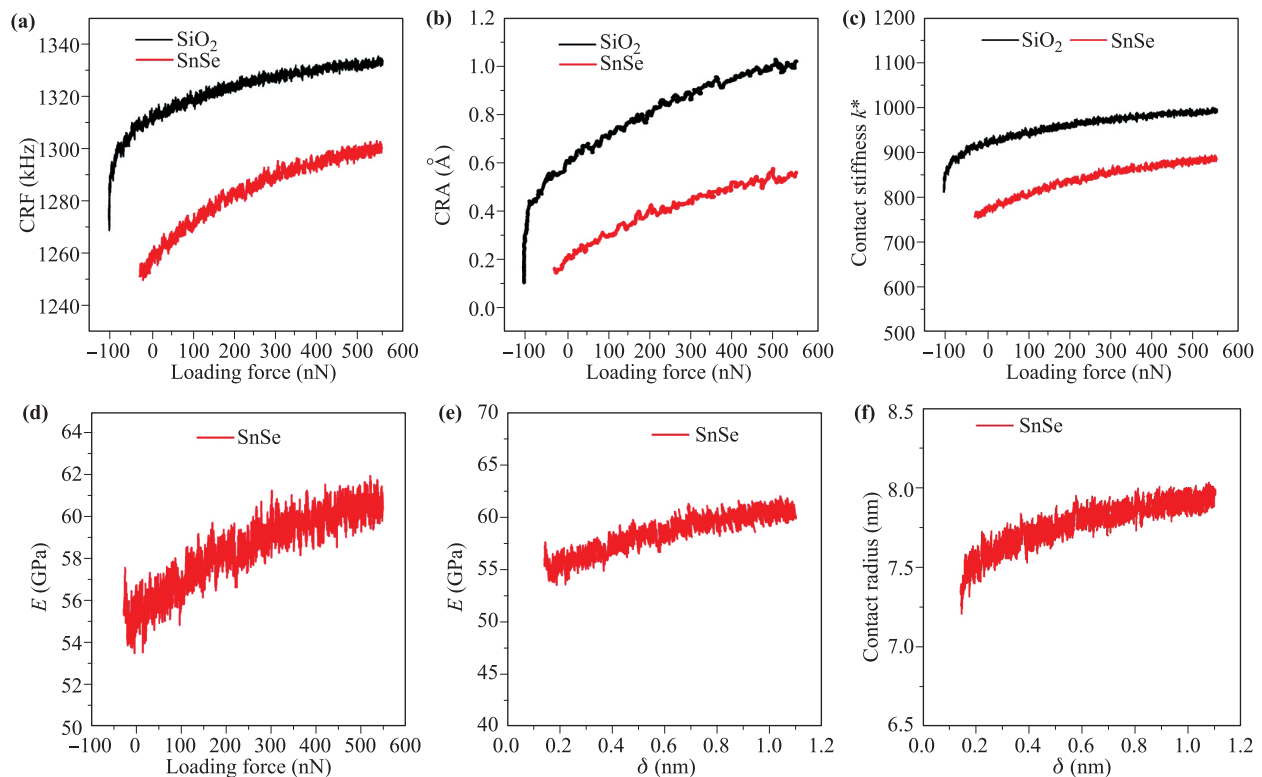 (a)
SiO₂
SnSe
CRF (kHz)
1340
1320
1300
1280
1260
1240
−100 0 100 200 300 400 500 600
Loading force (nN)
(b)
SiO₂
SnSe
CRA (Å)
1.2
1.0
0.8
0.6
0.4
0.2
0.0
−100 0 100 200 300 400 500 600
Loading force (nN)
(c)
SiO₂ SnSe
Contact stiffness k*
1100
1000
900
800
700
600
500
−100 0 100 200 300 400 500 600
Loading force (nN)
(d)
SnSe
E (GPa)
64
62
60
58
56
54
52
50
−100 0 100 200 300 400 500 600
Loading force (nN)
(e)
SnSe
E (GPa)
70
65
60
55
50
45
40
0.0 0.2 0.4 0.6 0.8 1.0 1.2
δ (nm)
(f)
SnSe
Contact radius (nm)
8.5
8.0
7.5
7.0
6.5
0.0 0.2 0.4 0.6 0.8 1.0 1.2
δ (nm)